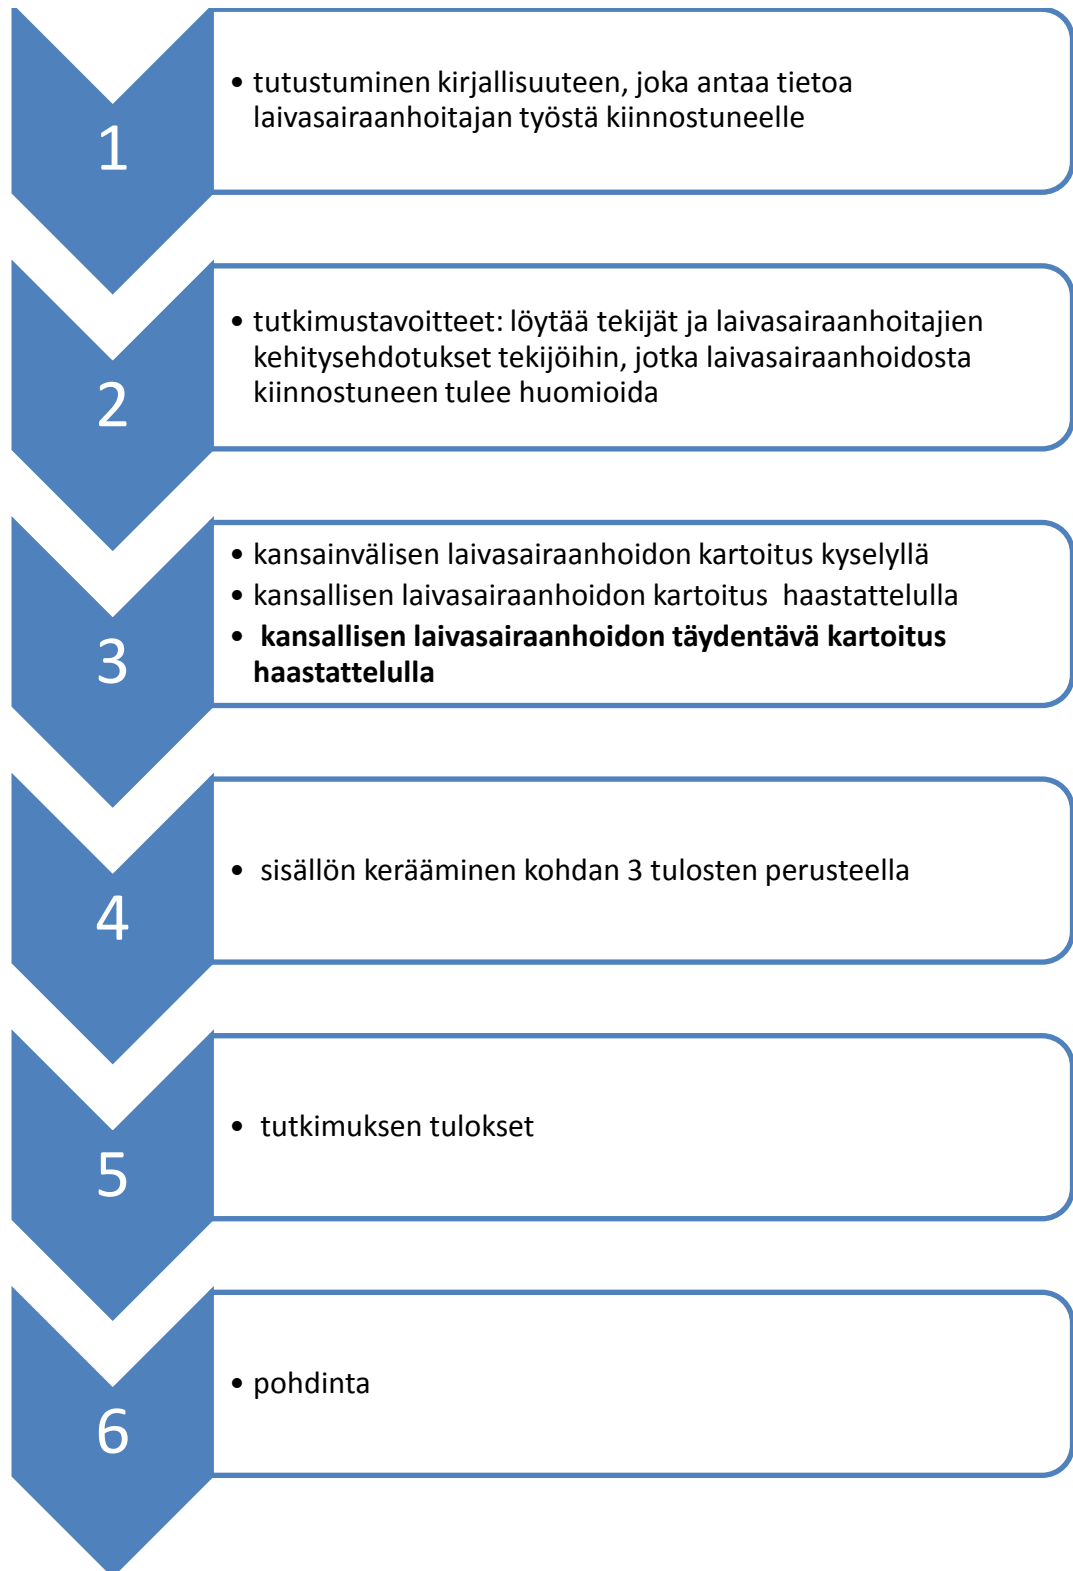 1
• tutustuminen kirjallisuuteen, joka antaa tietoa
laivasairaanhoitajan työstä kiinnostuneelle
2
• tutkimustavoitteet: löytää tekijät ja laivasairaanhoitajien
kehitysehdotukset tekijöihin, jotka laivasairaanhoidosta
kiinnostuneen tulee huomioida
3
• kansainvälisen laivasairaanhoidon kartoitus kyselyllä
• kansallisen laivasairaanhoidon kartoitus haastattelulla
• kansallisen laivasairaanhoidon täydentävä kartoitus
haastattelulla
4
• sisällön kerääminen kohdan 3 tulosten perusteella
5
• tutkimuksen tulokset
6
• pohdinta